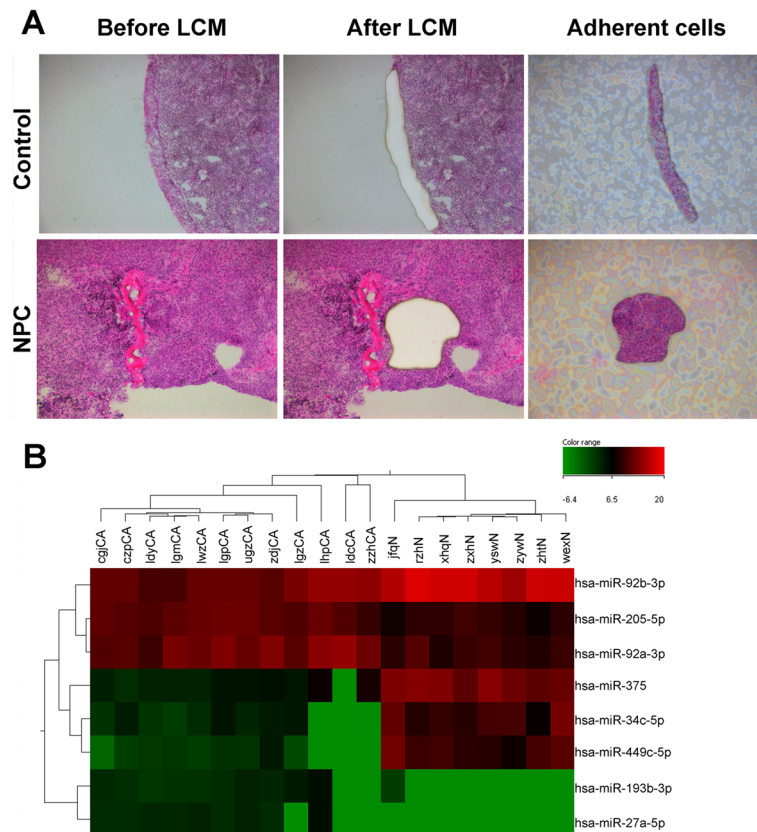 A
Before LCM
After LCM
Adherent cells
Control
NPC
B
Color range
-6.4 6.5 20
cgjCA
czpCA
ldyCA
lgmCA
lwzCA
lgpCA
ugzCA
zdjCA
lgzCA
lhpCA
ldcCA
zzhCA
jfqN
rzhN
xhqN
zxhN
yswN
zywN
zhtN
wexN
hsa-miR-92b-3p
hsa-miR-205-5p
hsa-miR-92a-3p
hsa-miR-375
hsa-miR-34c-5p
hsa-miR-449c-5p
hsa-miR-193b-3p
hsa-miR-27a-5p